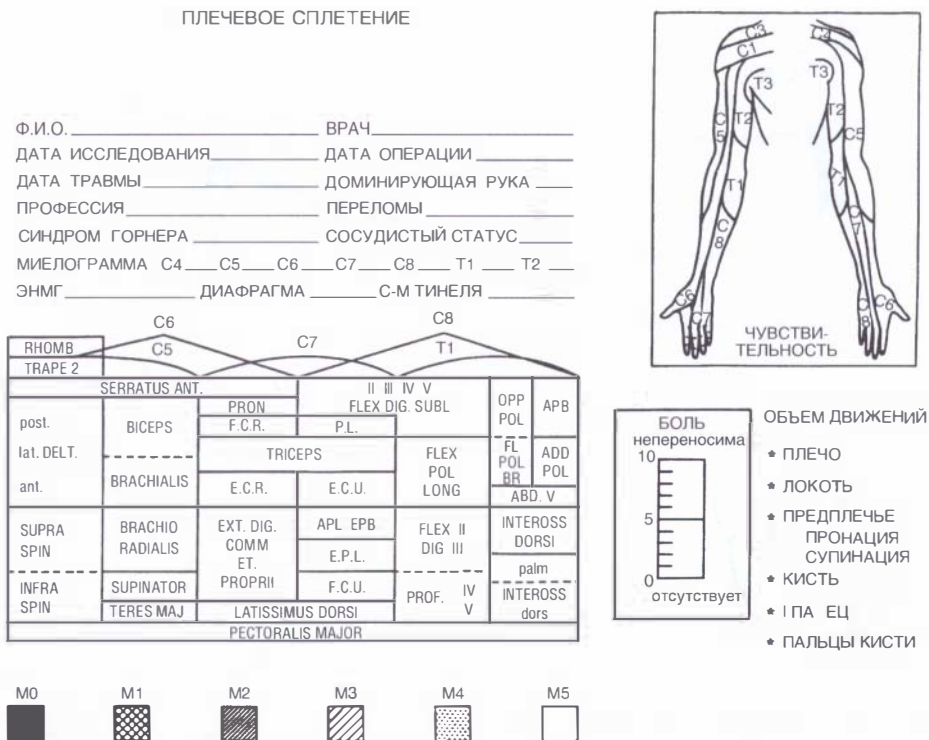 ПЛЕЧЕВОЕ СПЛЕТЕНИЕ
Ф.И.О. ВРАЧ
ДАТА ИССЛЕДОВАНИЯ ДАТА ОПЕРАЦИИ
ДАТА ТРАВМЫ ДОМИНИРУЮЩАЯ РУКА
ПРОФЕССИЯ ПЕРЕЛОМЫ
СИНДРОМ ГОРНЕРА СОСУДИСТЫЙ СТАТУС
МИЕЛОГРАММА C4 C5 C6 C7 C8 T1 T2
ЭНМГ ДИАФРАГМА С-М ТИНЕЛЯ
C3 C4
C1
T3 T3
C5 T2 T2 C5
T1 T1
C8 C7
C6 C7 C8 C6
ЧУВСТВИ-
ТЕЛЬНОСТЬ
C6 C8
RHOMB C5 C7 T1
TRAPE 2
SERRATUS ANT. II III IV V
FLEX DIG. SUBL
post.
lat. DELT.
ant.
BICEPS
BRACHIALIS
PRON
F.C.R. P.L.
TRICEPS
E.C.R. E.C.U.
FLEX
POL
LONG
OPP
POL
APB
FL
POL
BR
ADD
POL
ABD. V
SUPRA
SPIN
INFRA
SPIN
BRACHIO
RADIALIS
SUPINATOR
TERES MAJ
EXT. DIG.
COMM
ET.
PROPRII
APL EPB
E.P.L.
F.C.U.
LATISSIMUS DORSI
FLEX II
DIG III
PROF. IV
V
INTEROSS
DORSI
palm
INTEROSS
dors
PECTORALIS MAJOR
БОЛЬ
непереносима
10
5
0
отсутствует
ОБЪЕМ ДВИЖЕНИЙ
* ПЛЕЧО
* ЛОКОТЬ
* ПРЕДПЛЕЧЬЕ
ПРОНАЦИЯ
СУПИНАЦИЯ
* КИСТЬ
* I ПА ЕЦ
* ПАЛЬЦЫ КИСТИ
M0 M1 M2 M3 M4 M5